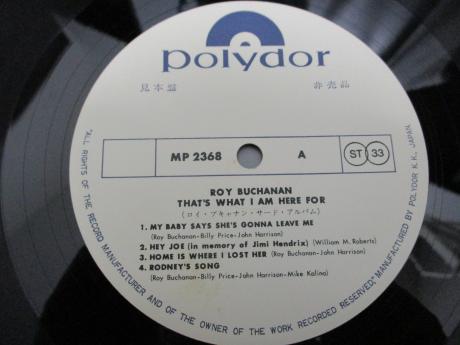 polydor
見本盤 非売品
MP 2368 A ST 33
ROY BUCHANAN
THAT'S WHAT I AM HERE FOR
(ロイ・ブキャナン・サード・アルバム)
1. MY BABY SAYS SHE'S GONNA LEAVE ME
(Roy Buchanan-Billy Price-John Harrison)
2. HEY JOE (in memory of Jimi Hendrix) (William M. Roberts)
3. HOME IS WHERE I LOST HER (Roy Buchanan-John Harrison)
4. RODNEY'S SONG
(Roy Buchanan-Billy Price-John Harrison-Mike Kalina)
"ALL RIGHTS OF THE RECORD MANUFACTURER AND OF THE OWNER OF THE WORK RECORDED RESERVED," MANUFACTURED BY POLYDOR K. K., JAPAN